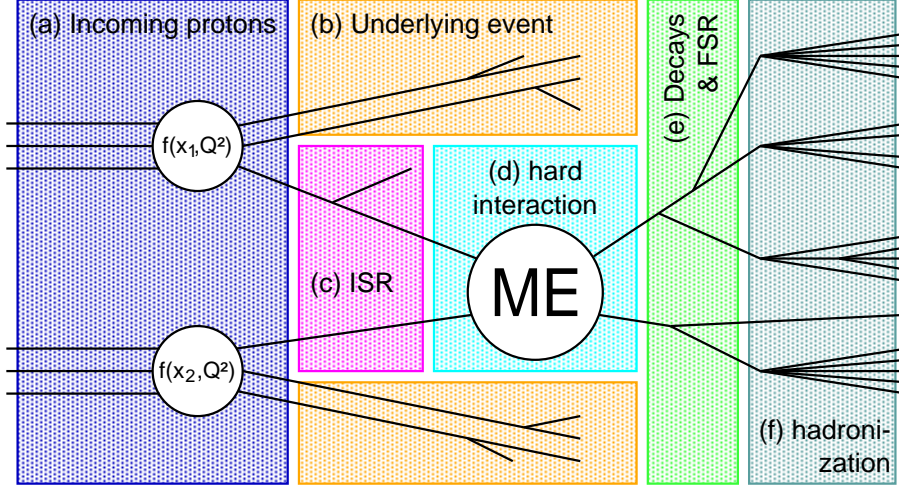 (a) Incoming protons
(b) Underlying event
(e) Decays
& FSR
f(x₁,Q²)
(d) hard
interaction
(c) ISR
ME
f(x₂,Q²)
(f) hadroni-
zation